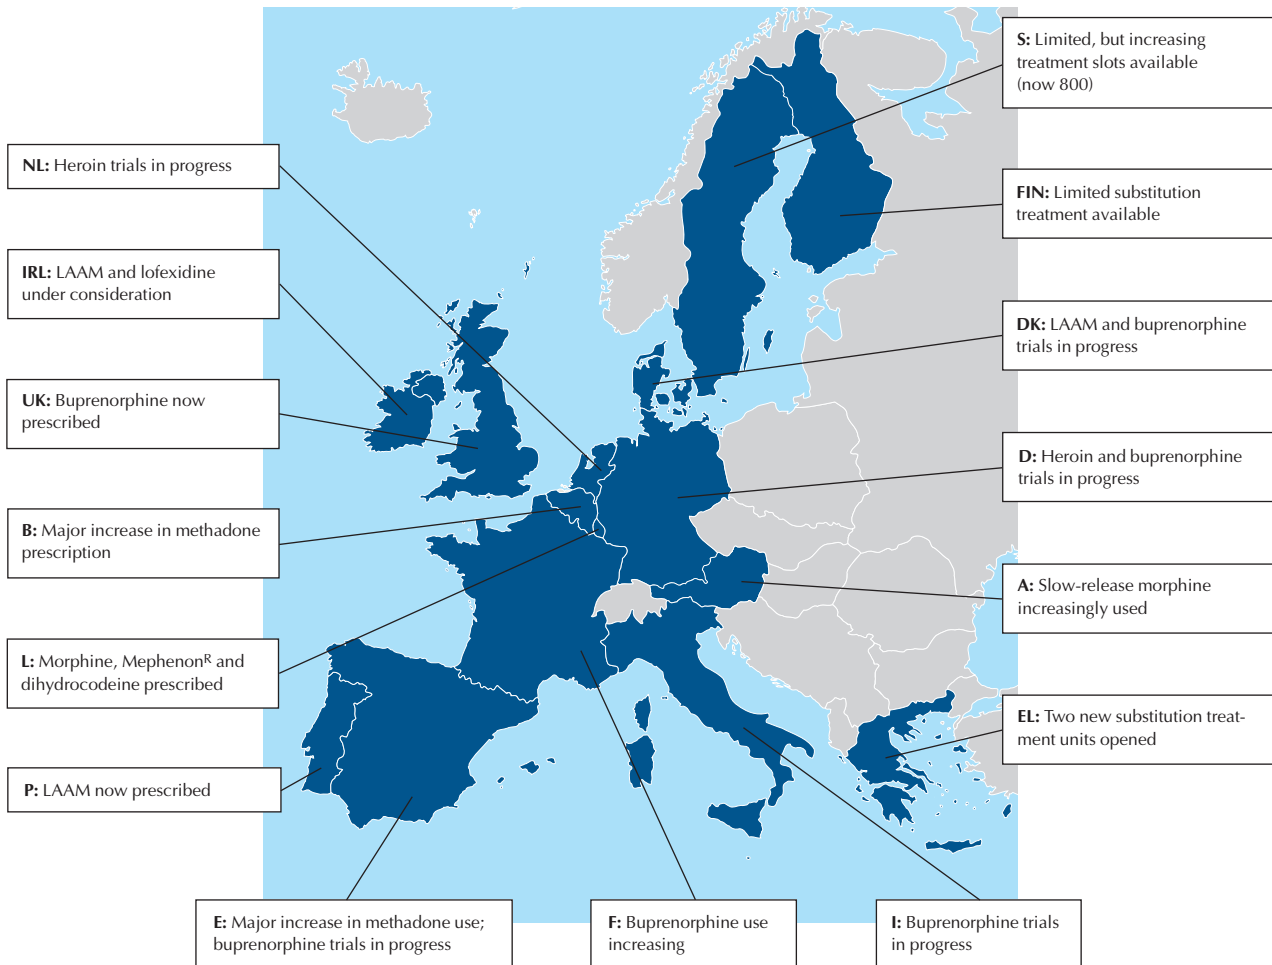 S: Limited, but increasing
treatment slots available
(now 800)
NL: Heroin trials in progress
FIN: Limited substitution
treatment available
IRL: LAAM and lofexidine
under consideration
DK: LAAM and buprenorphine
trials in progress
UK: Buprenorphine now
prescribed
D: Heroin and buprenorphine
trials in progress
B: Major increase in methadone
prescription
A: Slow-release morphine
increasingly used
L: Morphine, Mephenonᴿ and
dihydrocodeine prescribed
EL: Two new substitution treat-
ment units opened
P: LAAM now prescribed
E: Major increase in methadone use;
buprenorphine trials in progress
F: Buprenorphine use
increasing
I: Buprenorphine trials
in progress